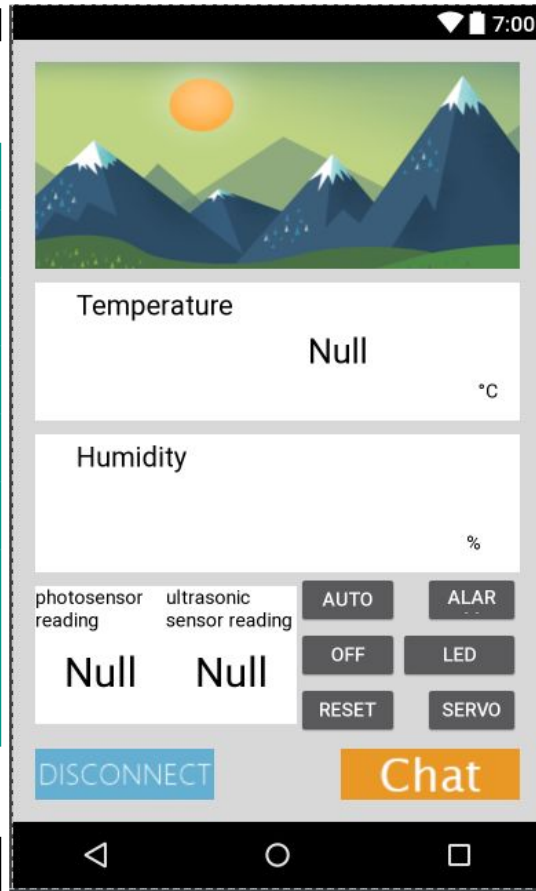 7:00
Temperature
Null
°C
Humidity
%
photosensor
reading
ultrasonic
sensor reading
Null
Null
AUTO
ALAR
OFF
LED
RESET
SERVO
DISCONNECT
Chat